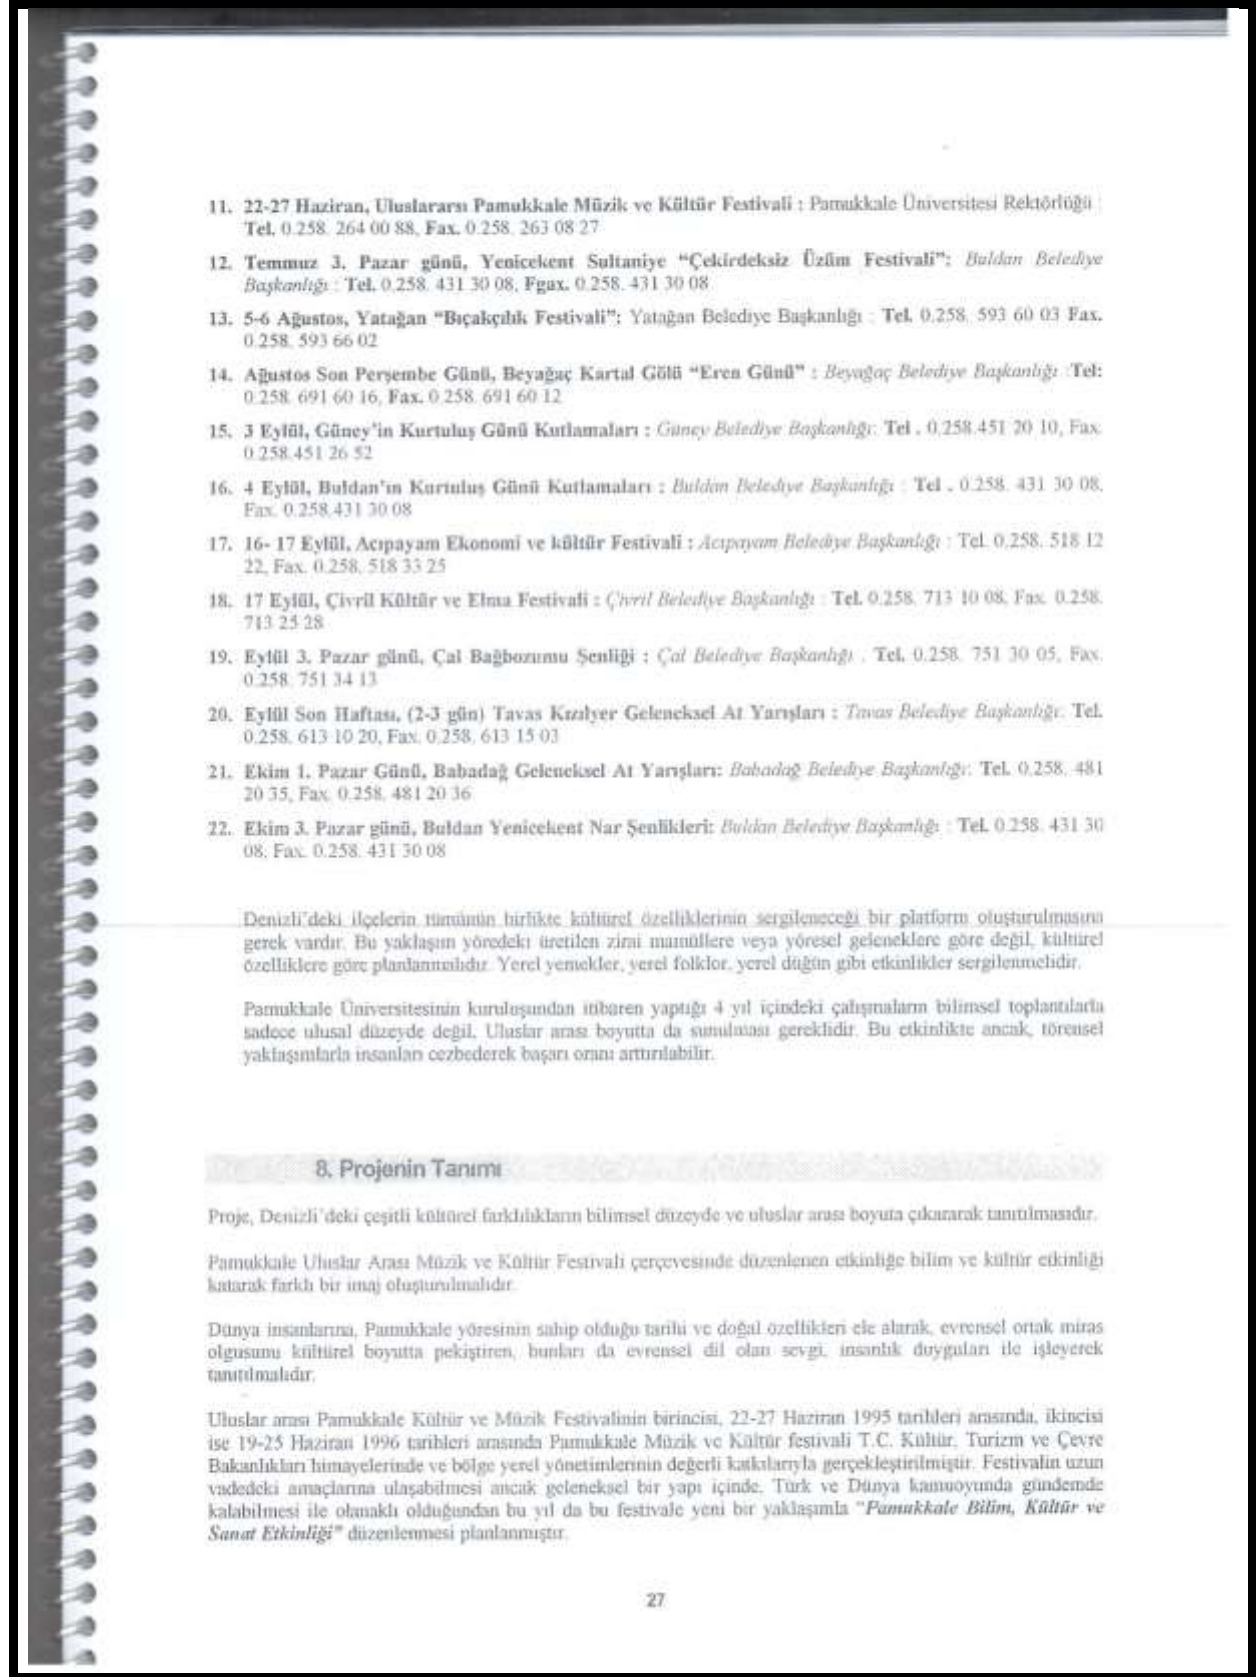 11. 22-27 Haziran, Uluslararsı Pamukkale Müzik ve Kültür Festivali : Pamukkale Üniversitesi Rektörlüğü :
Tel. 0.258. 264 00 88, Fax. 0.258. 263 08 27
12. Temmuz 3. Pazar günü, Yenicekent Sultaniye “Çekirdeksiz Üzüm Festivali”: Buldan Belediye
Başkanlığı : Tel. 0.258. 431 30 08, Fgax. 0.258. 431 30 08
13. 5-6 Ağustos, Yatağan “Bıçakçılık Festivali”: Yatağan Belediye Başkanlığı : Tel. 0.258. 593 60 03 Fax.
0.258. 593 66 02
14. Ağustos Son Perşembe Günü, Beyağaç Kartal Gölü “Eren Günü” : Beyağaç Belediye Başkanlığı :Tel:
0.258. 691 60 16, Fax. 0.258. 691 60 12
15. 3 Eylül, Güney’in Kurtuluş Günü Kutlamaları : Güney Belediye Başkanlığı: Tel . 0.258.451 20 10, Fax.
0.258.451 26 52
16. 4 Eylül, Buldan’ın Kurtuluş Günü Kutlamaları : Buldan Belediye Başkanlığı : Tel . 0.258. 431 30 08,
Fax. 0.258.431 30 08
17. 16- 17 Eylül, Acıpayam Ekonomi ve kültür Festivali : Acıpayam Belediye Başkanlığı : Tel. 0.258. 518 12
22, Fax. 0.258. 518 33 25
18. 17 Eylül, Çivril Kültür ve Elma Festivali : Çivril Belediye Başkanlığı : Tel. 0.258. 713 10 08, Fax. 0.258.
713 25 28
19. Eylül 3. Pazar günü, Çal Bağbozumu Şenliği : Çal Belediye Başkanlığı . Tel. 0.258. 751 30 05, Fax.
0.258. 751 34 13
20. Eylül Son Haftası, (2-3 gün) Tavas Kızılyer Geleneksel At Yarışları : Tavas Belediye Başkanlığı: Tel.
0.258. 613 10 20, Fax. 0.258. 613 15 03
21. Ekim 1. Pazar Günü, Babadağ Geleneksel At Yarışları: Babadağ Belediye Başkanlığı: Tel. 0.258. 481
20 35, Fax. 0.258. 481 20 36
22. Ekim 3. Pazar günü, Buldan Yenicekent Nar Şenlikleri: Buldan Belediye Başkanlığı : Tel. 0.258. 431 30
08, Fax. 0.258. 431 30 08
Denizli’deki ilçelerin tümünün birlikte kültürel özelliklerinin sergileneceği bir platform oluşturulmasına
gerek vardır. Bu yaklaşım yöredeki üretilen zirai mamüllere veya yöresel geleneklere göre değil, kültürel
özelliklere göre planlanmalıdır. Yerel yemekler, yerel folklor, yerel düğün gibi etkinlikler sergilenmelidir.
Pamukkale Üniversitesinin kuruluşundan itibaren yaptığı 4 yıl içindeki çalışmaların bilimsel toplantılarla
sadece ulusal düzeyde değil, Uluslar arası boyutta da sunulması gereklidir. Bu etkinlikte ancak, törensel
yaklaşımlarla insanları cezbederek başarı oranı arttırılabilir.
8. Projenin Tanımı
Proje, Denizli’deki çeşitli kültürel farklılıkların bilimsel düzeyde ve uluslar arası boyuta çıkararak tanıtılmasıdır.
Pamukkale Uluslar Arası Müzik ve Kültür Festivali çerçevesinde düzenlenen etkinliğe bilim ve kültür etkinliği
katarak farklı bir imaj oluşturulmalıdır.
Dünya insanlarına, Pamukkale yöresinin sahip olduğu tarihi ve doğal özellikleri ele alarak, evrensel ortak miras
olgusunu kültürel boyutta pekiştiren, bunları da evrensel dil olan sevgi, insanlık duyguları ile işleyerek
tanıtılmalıdır.
Uluslar arası Pamukkale Kültür ve Müzik Festivalinin birincisi, 22-27 Haziran 1995 tarihleri arasında, ikincisi
ise 19-25 Haziran 1996 tarihleri arasında Pamukkale Müzik ve Kültür festivali T.C. Kültür, Turizm ve Çevre
Bakanlıkları himayelerinde ve bölge yerel yönetimlerinin değerli katkılarıyla gerçekleştirilmiştir. Festivalin uzun
vadedeki amaçlarına ulaşabilmesi ancak geleneksel bir yapı içinde, Türk ve Dünya kamuoyunda gündemde
kalabilmesi ile olanaklı olduğundan bu yıl da bu festivale yeni bir yaklaşımla “Pamukkale Bilim, Kültür ve
Sanat Etkinliği” düzenlenmesi planlanmıştır.
27